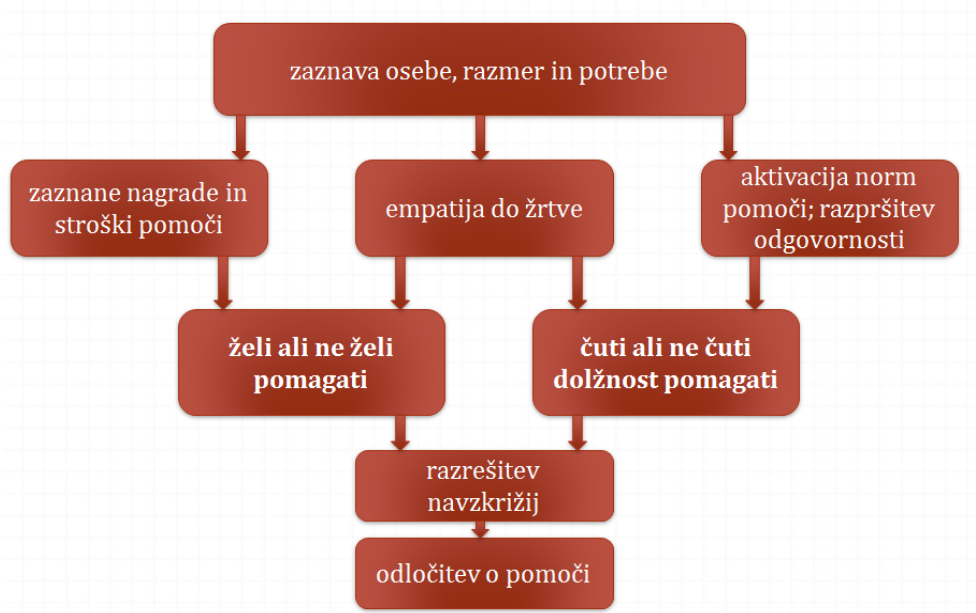 zaznava osebe, razmer in potrebe
zaznane nagrade in
stroški pomoči
empatija do žrtve
aktivacija norm
pomoči; razpršitev
odgovornosti
želi ali ne želi
pomagati
čuti ali ne čuti
dolžnost pomagati
razrešitev
navzkrižij
odločitev o pomoči